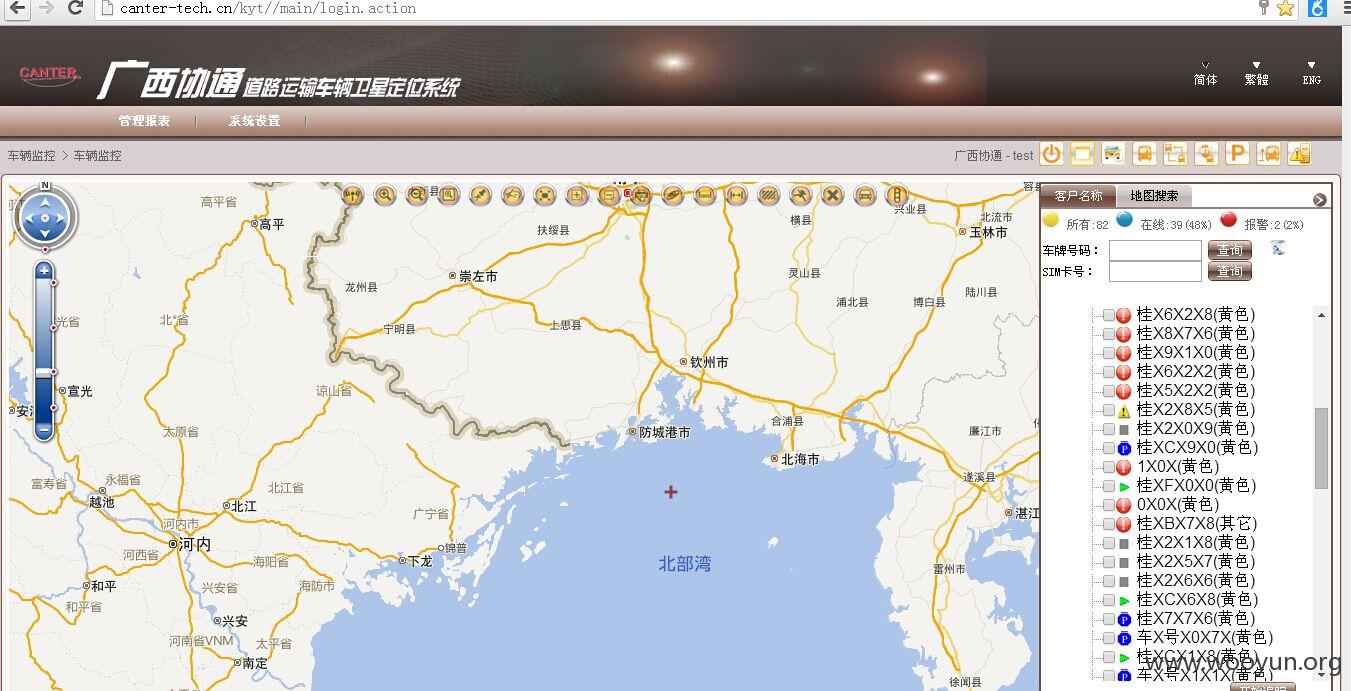 canter-tech.cn/kyt//main/login.action
CANTER
广西协通道路运输车辆卫星定位系统
简体 繁體 ENG
管理报表 | 系统设置 |
车辆监控 > 车辆监控
广西协通 - test
N
客户名称 地图搜索
所有:82 在线:39(48%) 报警:2(2%)
车牌号码：
查询
SIM卡号：
查询
高平省
高平
扶绥县
横县
兴业县
北流市
玉林市
崇左市
龙州县
灵山县
浦北县
博白县
陆川县
北*省
宁明县
上思县
钦州市
宣光
谅山省
太原省
防城港市
合浦县
廉江市
北海市
遂溪县
富寿省
永福省
越池
北江省
北江
广宁省
湛江
河内市
河内
锦普
河西省
海阳省
下龙
北部湾
雷州市
和平
兴安省
海防市
和平省
兴安
河南省VNM
太平省
南定
徐闻县
桂X6X2X8(黄色)
桂X8X7X6(黄色)
桂X9X1X0(黄色)
桂X6X2X2(黄色)
桂X5X2X2(黄色)
桂X2X8X5(黄色)
桂X2X0X9(黄色)
桂XCX9X0(黄色)
1X0X(黄色)
桂XFX0X0(黄色)
0X0X(黄色)
桂XBX7X8(其它)
桂X2X1X8(黄色)
桂X2X5X7(黄色)
桂X2X6X6(黄色)
桂XCX6X8(黄色)
桂X7X7X6(黄色)
车X号X0X7X(黄色)
桂XCX1X8(黄色)
车X号X1X1X(黄色)
www.wooyun.org